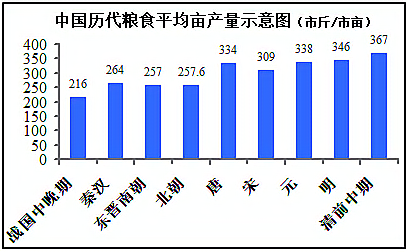 中国历代粮食平均亩产量示意图（市斤/市亩）
400
350
300
250
200
150
100
50
0
216
264
257
257.6
334
309
338
346
367
战国中晚期
秦汉
东晋南朝
北朝
唐
宋
元
明
清前中期